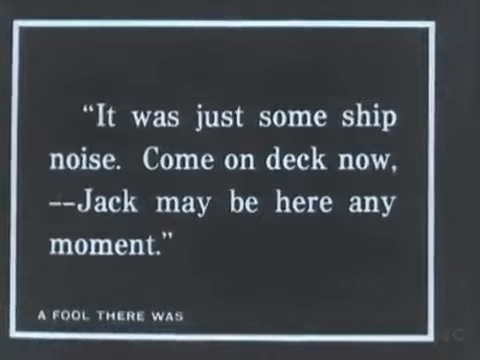 “It was just some ship
noise. Come on deck now,
--Jack may be here any
moment.”
A FOOL THERE WAS